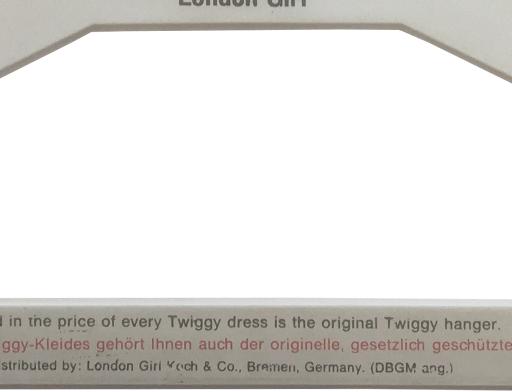 London Girl
in the price of every Twiggy dress is the original Twiggy hanger.
ggy-Kleides gehört Ihnen auch der originelle, gesetzlich geschützte
stributed by: London Girl Koch & Co., Bremen, Germany. (DBGM ang.)